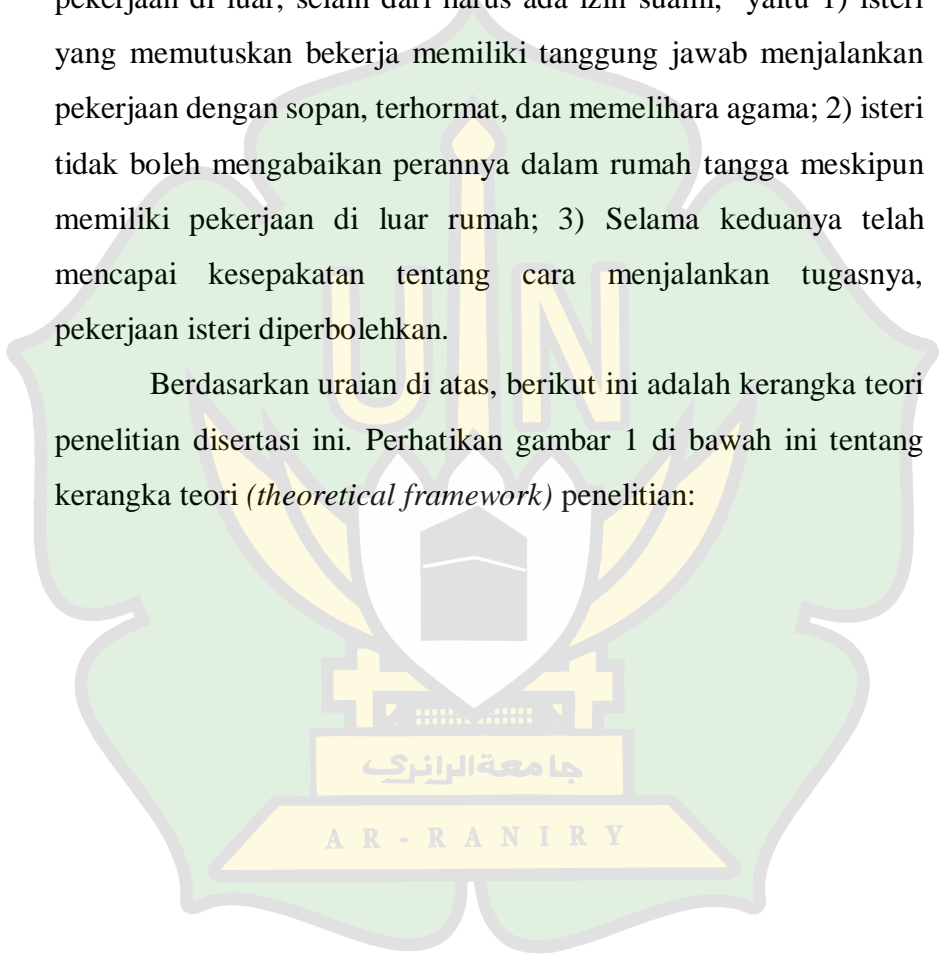 pekerjaan di luar, selain dari harus ada izin suami, yaitu 1) isteri
yang memutuskan bekerja memiliki tanggung jawab menjalankan
pekerjaan dengan sopan, terhormat, dan memelihara agama; 2) isteri
tidak boleh mengabaikan perannya dalam rumah tangga meskipun
memiliki pekerjaan di luar rumah; 3) Selama keduanya telah
mencapai kesepakatan tentang cara menjalankan tugasnya,
pekerjaan isteri diperbolehkan.
Berdasarkan uraian di atas, berikut ini adalah kerangka teori
penelitian disertasi ini. Perhatikan gambar 1 di bawah ini tentang
kerangka teori (theoretical framework) penelitian:
UIN
جامعة الرانري
AR-RANIRY